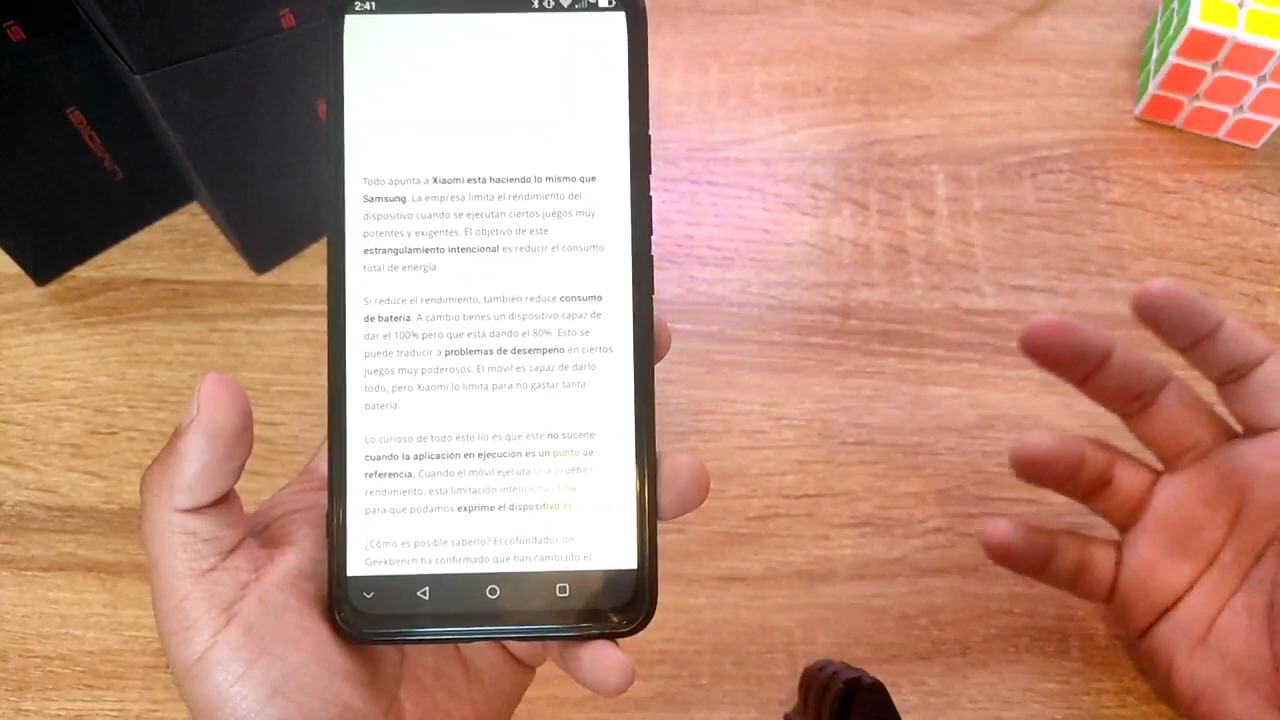 2:41
Todo apunta a Xiaomi está haciendo lo mismo que
Samsung. La empresa limita el rendimiento del
dispositivo cuando se ejecutan ciertos juegos muy
potentes y exigentes. El objetivo de este
estrangulamiento intencional es reducir el consumo
total de energía.
Si reduce el rendimiento, también reduce consumo
de batería. A cambio tienes un dispositivo capaz de
dar el 100% pero que está dando el 80%. Esto se
puede traducir a problemas de desempeño en ciertos
juegos muy poderosos. El móvil es capaz de darlo
todo, pero Xiaomi lo limita para no gastar tanta
batería.
Lo curioso de todo este lío es que este no sucede
cuando la aplicación en ejecución es un punto de
referencia. Cuando el móvil ejecuta una prueba
rendimiento, esta limitación
para que podamos exprime el dispositivo al
¿Cómo es posible saberlo? El cofundador de
Geekbench ha confirmado que han cambiado el
UMIDIGI